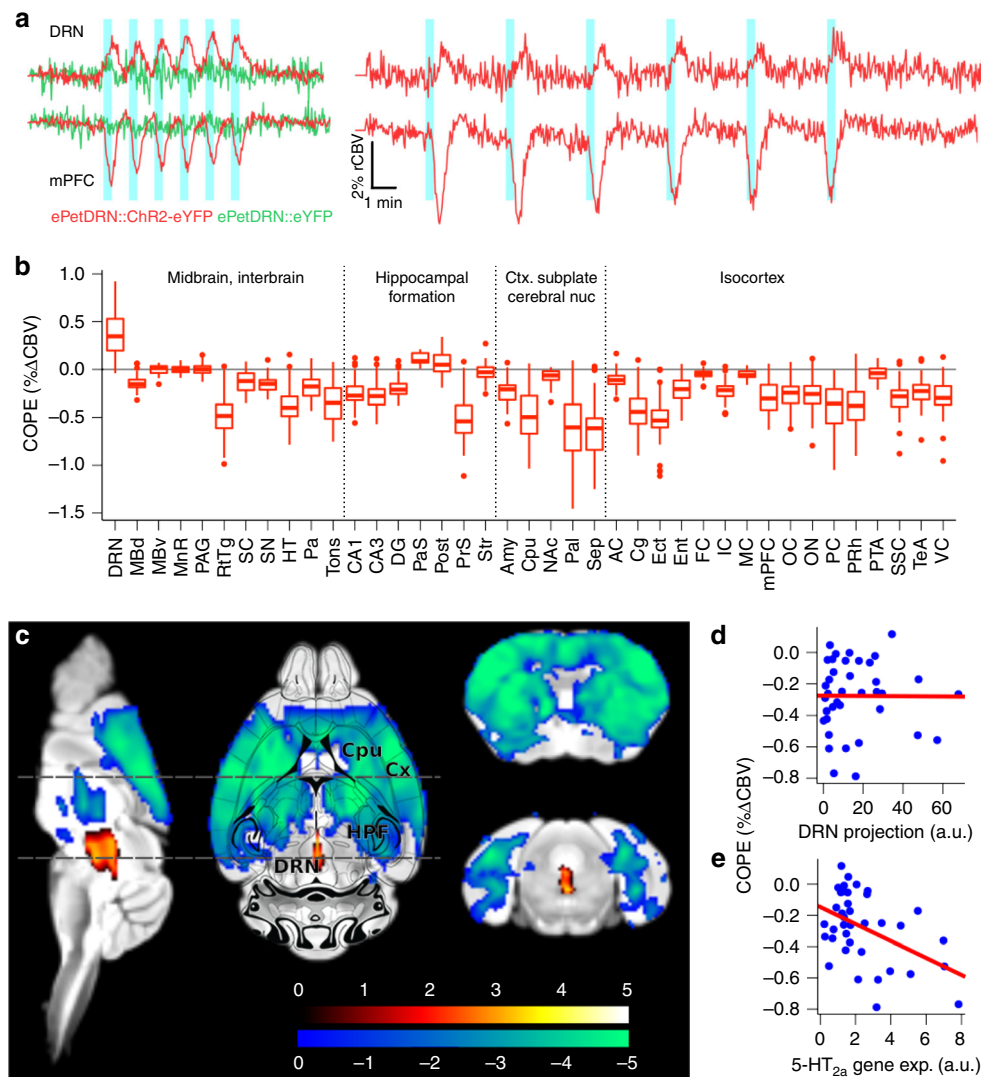 a
DRN
mPFC
ePetDRN::ChR2-eYFP ePetDRN::eYFP
2% rCBV
1 min
b
COPE (%ΔCBV)
1.0
0.5
0.0
−0.5
−1.0
−1.5
Midbrain, interbrain
Hippocampal
formation
Ctx. subplate
cerebral nuc
Isocortex
DRN MBd MBv MnR PAG RtTg SC SN HT Pa Tons CA1 CA3 DG PaS Post PrS Str Amy Cpu NAc Pal Sep AC Cg Ect Ent FC IC MC mPFC OC ON PC PRh PTA SSC TeA VC
c
Cpu
Cx
HPF
DRN
0 1 2 3 4 5
0 −1 −2 −3 −4 −5
d
COPE (%ΔCBV)
0.0
−0.2
−0.4
−0.6
−0.8
0 20 40 60
DRN projection (a.u.)
e
0.0
−0.2
−0.4
−0.6
−0.8
0 2 4 6 8
5-HT2a gene exp. (a.u.)